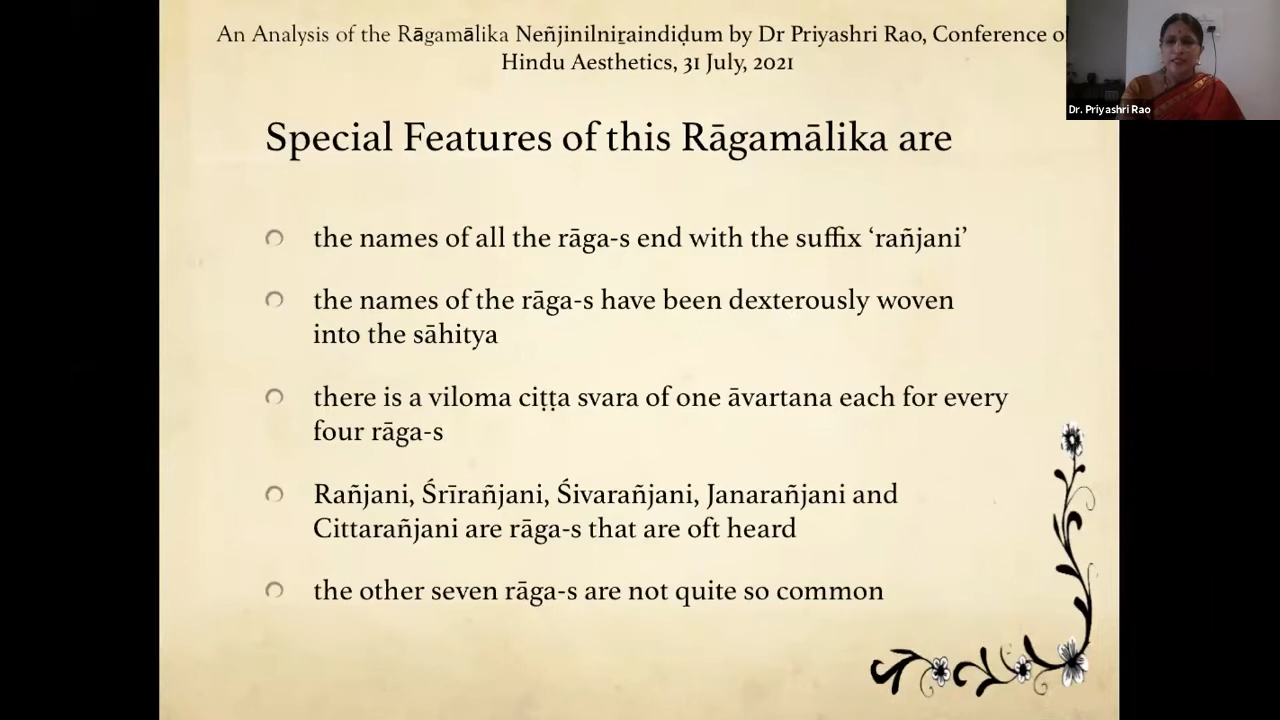 An Analysis of the Rāgamālika Neñjinilniṟaindiḍum by Dr Priyashri Rao, Conference o
Hindu Aesthetics, 31 July, 2021
Dr. Priyashri Rao
Special Features of this Rāgamālika are
the names of all the rāga-s end with the suffix ‘rañjani’
the names of the rāga-s have been dexterously woven
into the sāhitya
there is a viloma ciṭṭa svara of one āvartana each for every
four rāga-s
Rañjani, Śrīrañjani, Śivarañjani, Janarañjani and
Cittarañjani are rāga-s that are oft heard
the other seven rāga-s are not quite so common